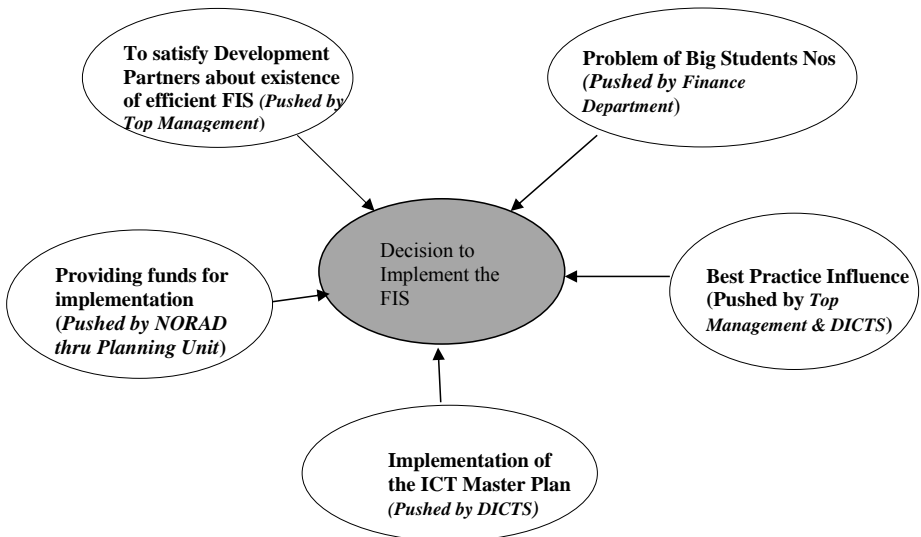 To satisfy Development
Partners about existence
of efficient FIS (Pushed by
Top Management)
Problem of Big Students Nos
(Pushed by Finance
Department)
Decision to
Implement the
FIS
Providing funds for
implementation
(Pushed by NORAD
thru Planning Unit)
Best Practice Influence
(Pushed by Top
Management & DICTS)
Implementation of
the ICT Master Plan
(Pushed by DICTS)